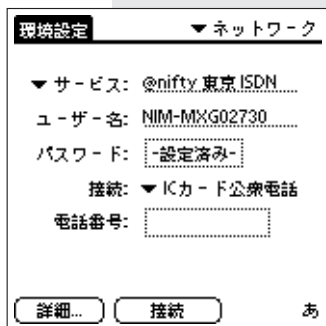 環境設定 ▼ ネットワーク
▼ サービス: @nifty 東京 ISDN
ユーザー名: NIM-MXG02730
パスワード: -設定済み-
接続: ▼ ICカード公衆電話
電話番号:
詳細... 接続 あ